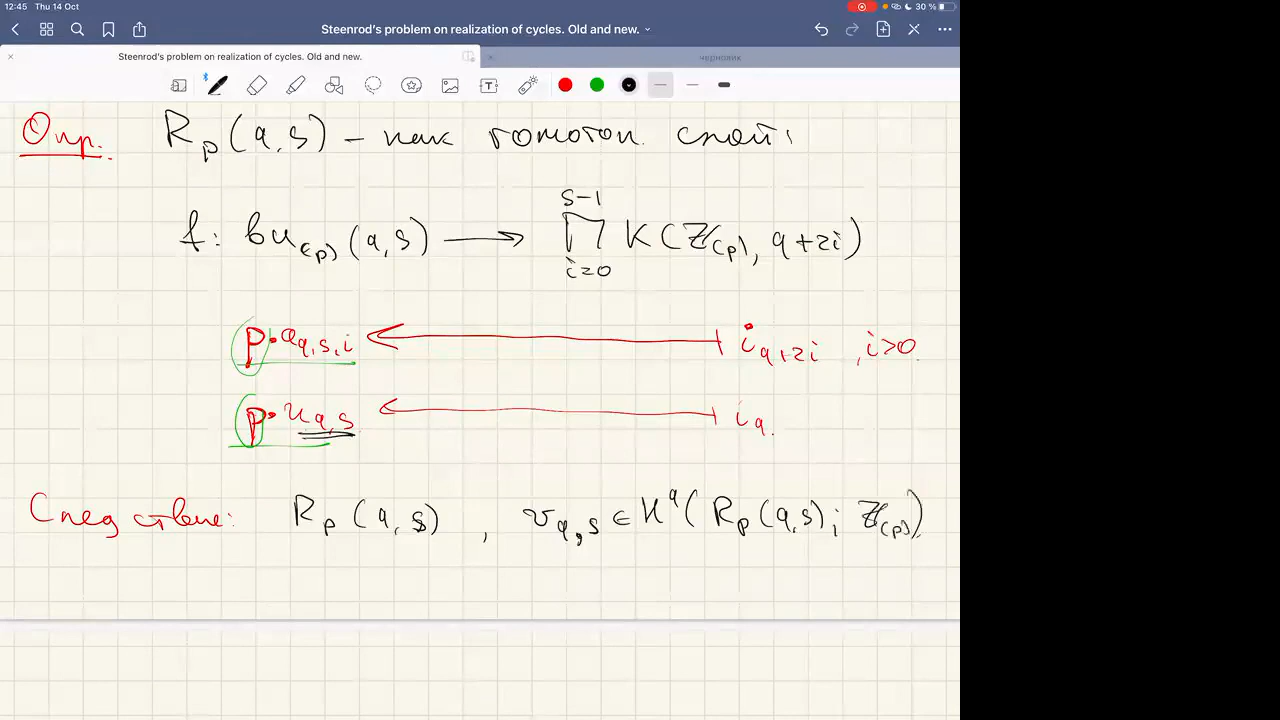 12:45 Thu 14 Oct
30 %
Steenrod's problem on realization of cycles. Old and new.
Steenrod's problem on realization of cycles. Old and new.
черновик
Опр. R_p(q,s) – как гомотоп. слой:
f: bu_(p)(q,s) → ∏_{i=0}^{s-1} K(ℤ_(p), q+2i)
p·a_{q,s,i} ← i_{q+2i}, i>0
p·u_{q,s} ← i_q.
Следствие: R_p(q,s), v_{q,s} ∈ H^q(R_p(q,s); ℤ_(p))